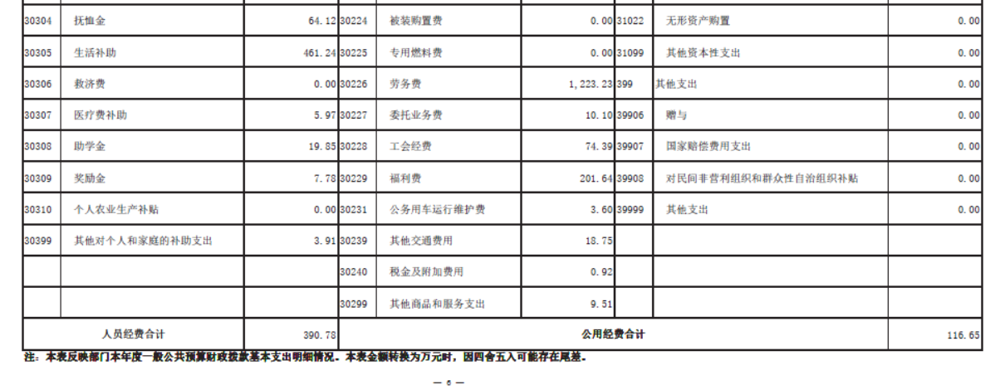 30304 抚恤金 64.12 30224 被装购置费 0.00 31022 无形资产购置 0.00
30305 生活补助 461.24 30225 专用燃料费 0.00 31099 其他资本性支出 0.00
30306 救济费 0.00 30226 劳务费 1,223.23 399 其他支出 0.00
30307 医疗费补助 5.97 30227 委托业务费 10.10 39906 赠与 0.00
30308 助学金 19.85 30228 工会经费 74.39 39907 国家赔偿费用支出 0.00
30309 奖励金 7.78 30229 福利费 201.64 39908 对民间非营利组织和群众性自治组织补贴 0.00
30310 个人农业生产补贴 0.00 30231 公务用车运行维护费 3.60 39999 其他支出 0.00
30399 其他对个人和家庭的补助支出 3.91 30239 其他交通费用 18.75
30240 税金及附加费用 0.92
30299 其他商品和服务支出 9.51
人员经费合计 390.78 公用经费合计 116.65
注：本表反映部门本年度一般公共预算财政拨款基本支出明细情况。本表金额转换为万元时，因四舍五入可能存在尾差。
— 6 —